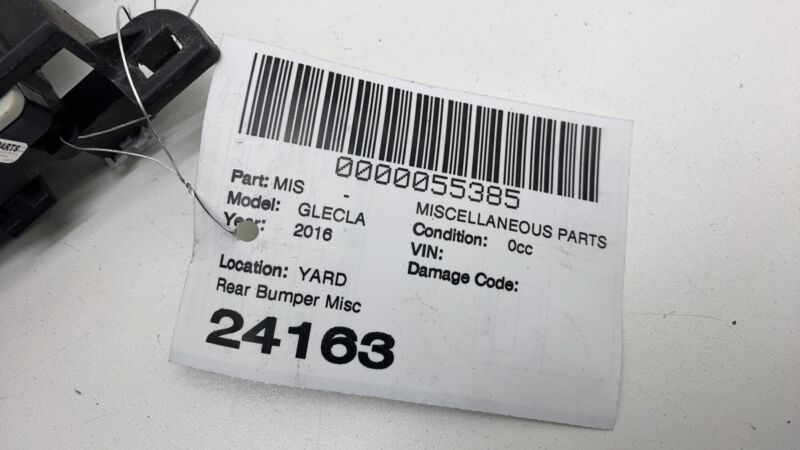 0000055385
Part: MIS - MISCELLANEOUS PARTS
Model: GLECLA Condition: 0cc
Year: 2016 VIN:
Damage Code:
Location: YARD
Rear Bumper Misc
24163
PARTS